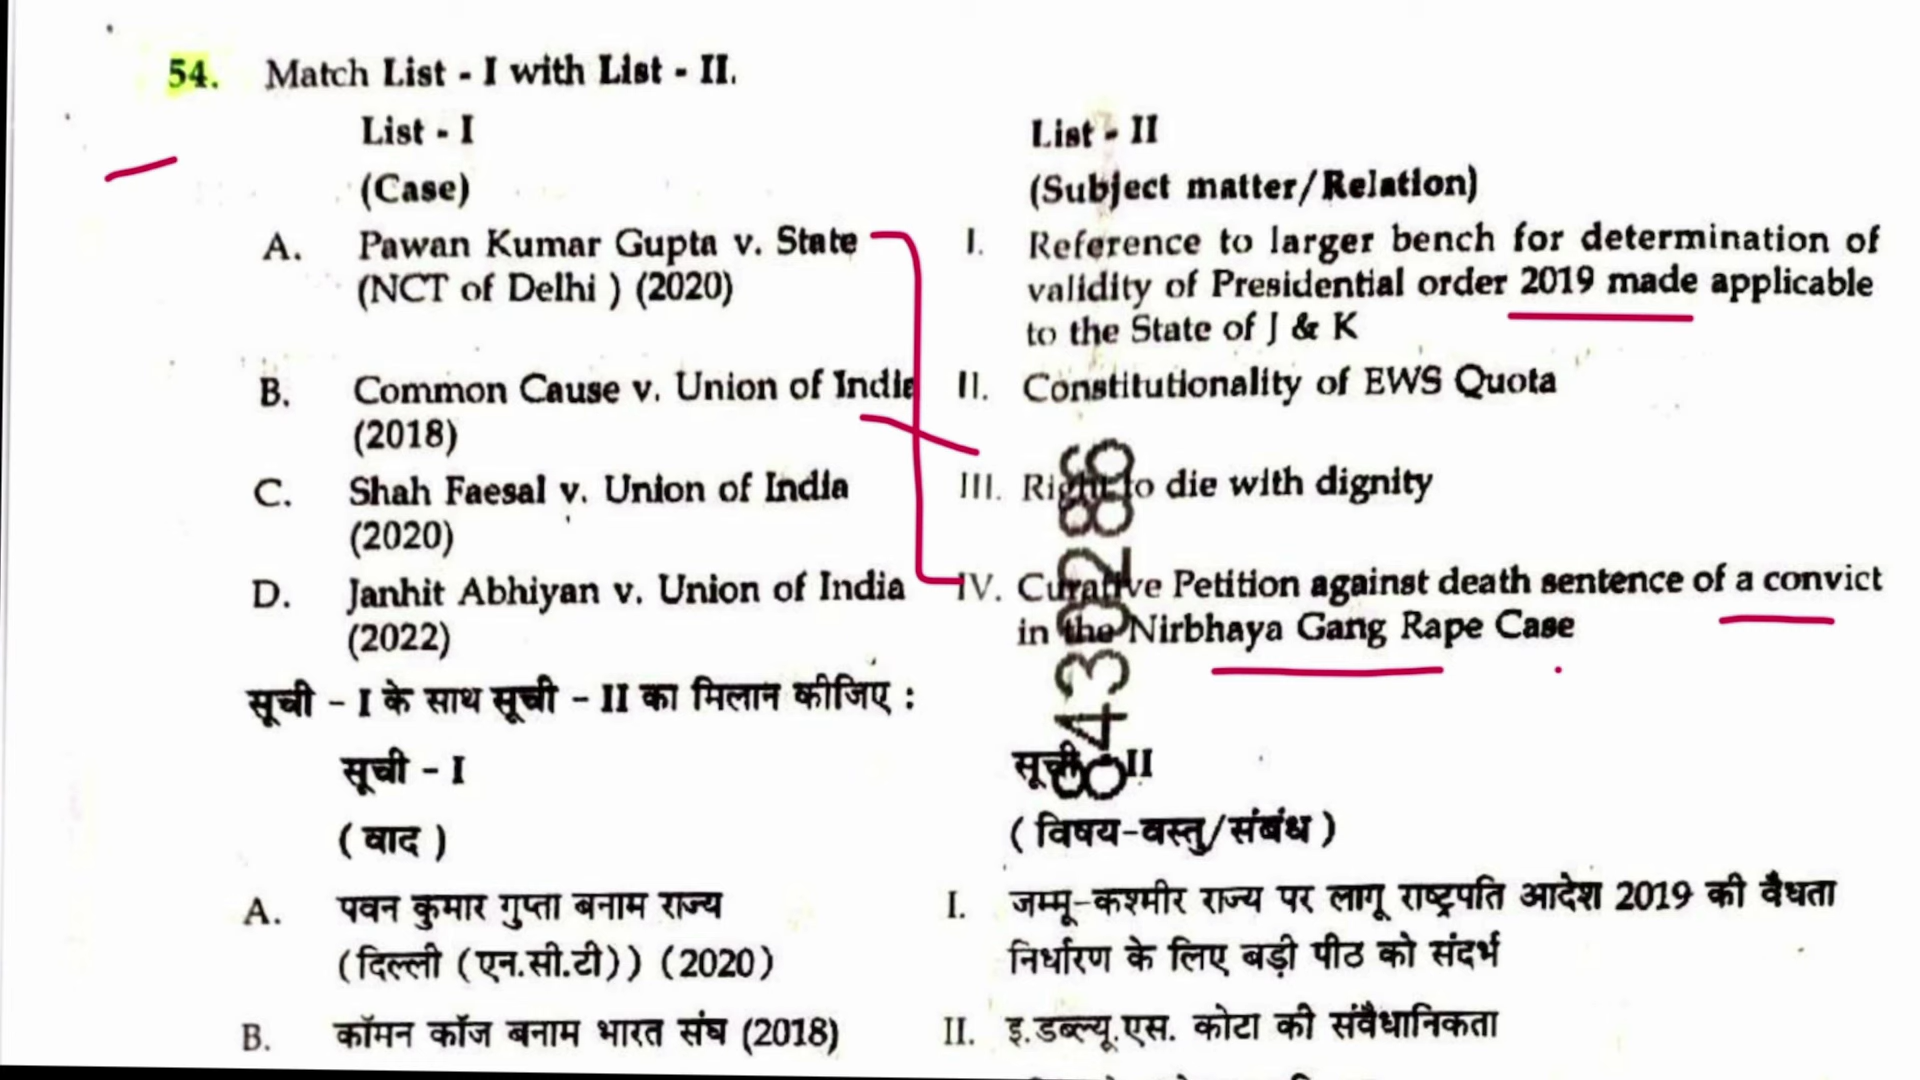 54. Match List - I with List - II.
List - I List - II
(Case) (Subject matter/Relation)
A. Pawan Kumar Gupta v. State I. Reference to larger bench for determination of
(NCT of Delhi ) (2020) validity of Presidential order 2019 made applicable
to the State of J & K
B. Common Cause v. Union of India II. Constitutionality of EWS Quota
(2018)
C. Shah Faesal v. Union of India III. Right to die with dignity
(2020)
D. Janhit Abhiyan v. Union of India IV. Curative Petition against death sentence of a convict
(2022) in the Nirbhaya Gang Rape Case
सूची - I के साथ सूची - II का मिलान कीजिए :
सूची - I सूची - II
( वाद ) ( विषय-वस्तु/संबंध )
A. पवन कुमार गुप्ता बनाम राज्य I. जम्मू-कश्मीर राज्य पर लागू राष्ट्रपति आदेश 2019 की वैधता
(दिल्ली (एन.सी.टी)) (2020) निर्धारण के लिए बड़ी पीठ को संदर्भ
B. कॉमन कॉज बनाम भारत संघ (2018) II. इ.डब्ल्यू.एस. कोटा की संवैधानिकता